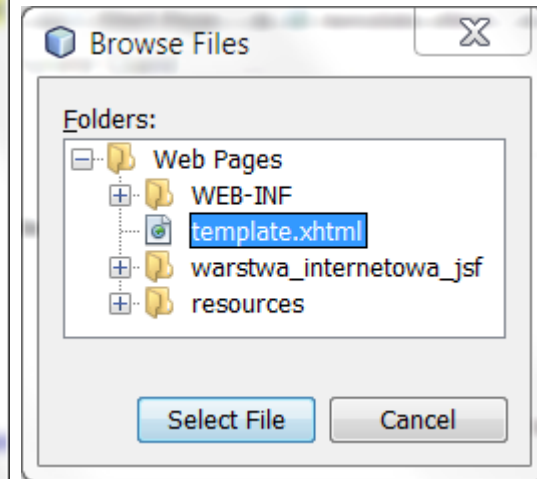 Browse Files
Folders:
Web Pages
WEB-INF
template.xhtml
warstwa_internetowa_jsf
resources
Select File
Cancel